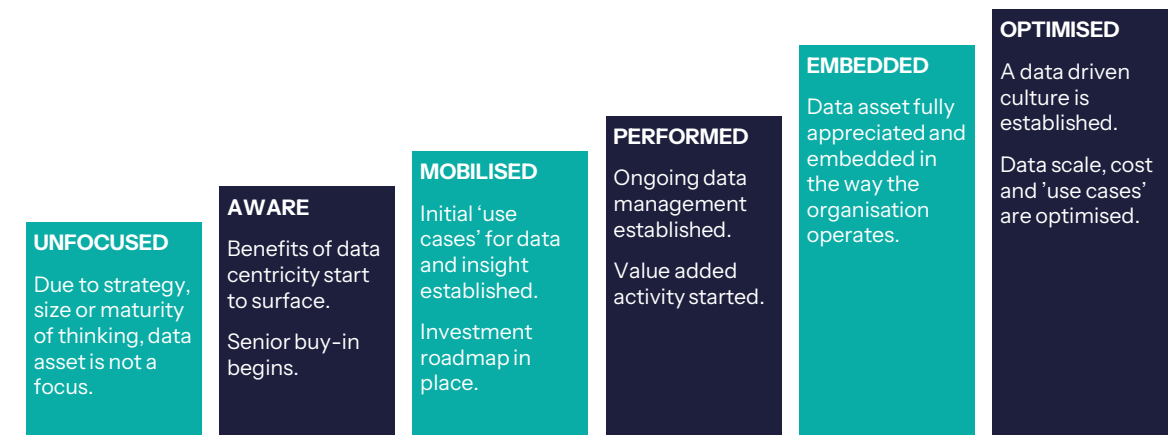 UNFOCUSED
Due to strategy,
size or maturity
of thinking, data
asset is not a
focus.
AWARE
Benefits of data
centricity start
to surface.
Senior buy-in
begins.
MOBILISED
Initial ‘use
cases’ for data
and insight
established.
Investment
roadmap in
place.
PERFORMED
Ongoing data
management
established.
Value added
activity started.
EMBEDDED
Data asset fully
appreciated and
embedded in
the way the
organisation
operates.
OPTIMISED
A data driven
culture is
established.
Data scale, cost
and ’use cases’
are optimised.